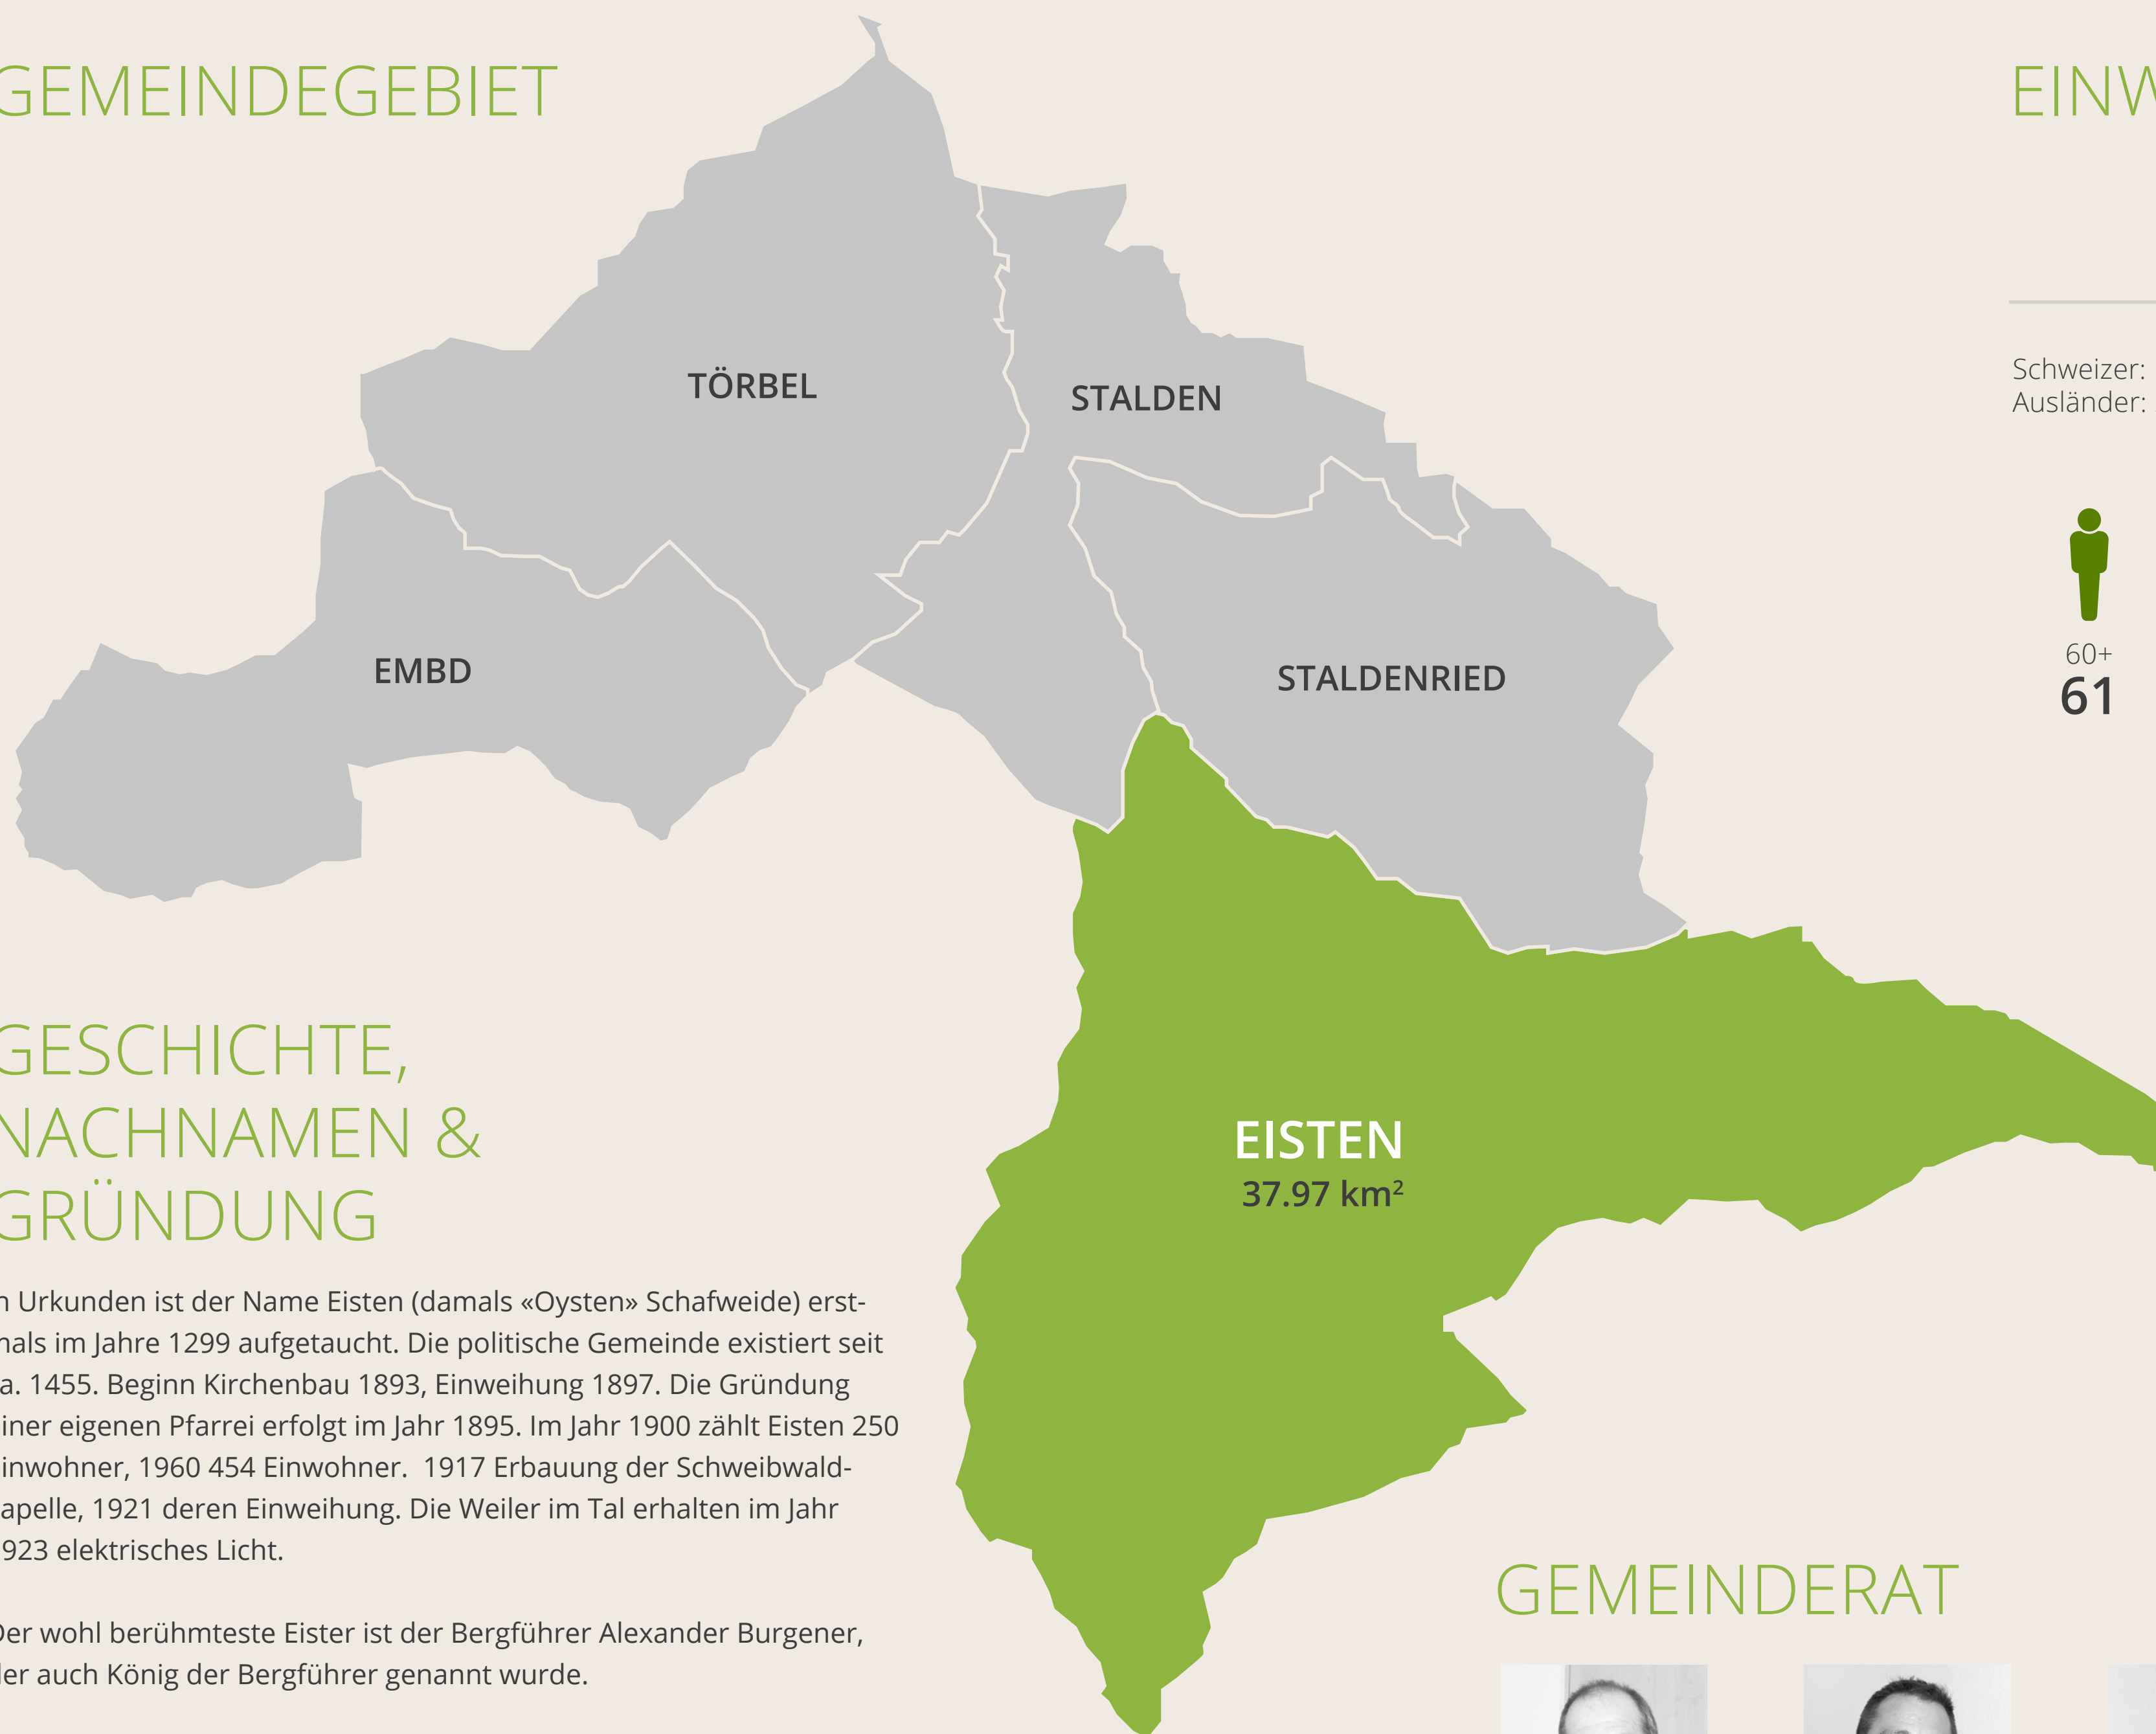 GEMEINDEGEBIET
EINW
TÖRBEL
STALDEN
Schweizer:
Ausländer:
EMBD
STALDENRIED
60+
61
GESCHICHTE,
NACHNAMEN &
GRÜNDUNG
EISTEN
37.97 km²
n Urkunden ist der Name Eisten (damals «Oysten» Schafweide) erst-
mals im Jahre 1299 aufgetaucht. Die politische Gemeinde existiert seit
a. 1455. Beginn Kirchenbau 1893, Einweihung 1897. Die Gründung
iner eigenen Pfarrei erfolgt im Jahr 1895. Im Jahr 1900 zählt Eisten 250
inwohner, 1960 454 Einwohner.  1917 Erbauung der Schweibwald-
apelle, 1921 deren Einweihung. Die Weiler im Tal erhalten im Jahr
923 elektrisches Licht.
Der wohl berühmteste Eister ist der Bergführer Alexander Burgener,
der auch König der Bergführer genannt wurde.
GEMEINDERAT